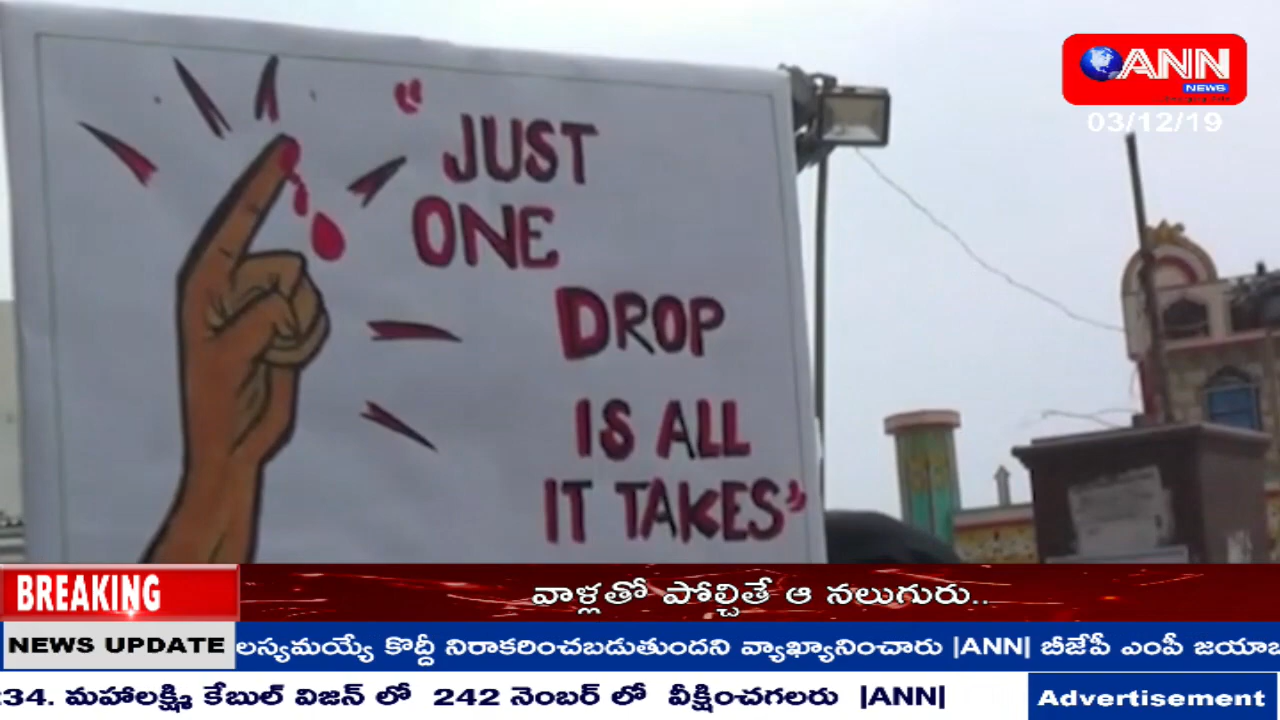 ANN
NEWS
03/12/19
"JUST
ONE
DROP
IS ALL
IT TAKES"
BREAKING
వాళ్లతో పోల్చితే ఆ నలుగురు..
NEWS UPDATE
లస్యమయ్యే కొద్దీ నిరాకరించబడుతుందని వ్యాఖ్యానించారు |ANN| బీజేపీ ఎంపీ జయాబ
:34. మహాలక్ష్మి కేబుల్ విజన్ లో 242 నెంబర్ లో వీక్షించగలరు |ANN|
Advertisement